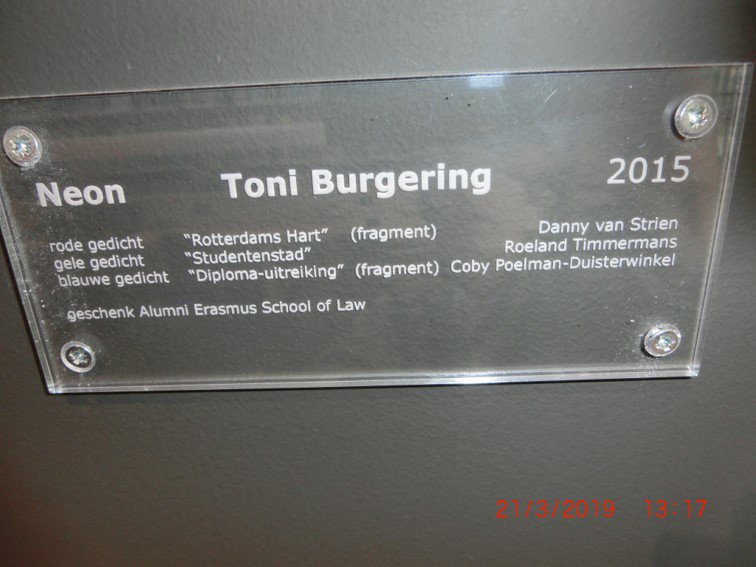 Neon Toni Burgering 2015
rode gedicht "Rotterdams Hart" (fragment) Danny van Strien
gele gedicht "Studentenstad" Roeland Timmermans
blauwe gedicht "Diploma-uitreiking" (fragment) Coby Poelman-Duisterwinkel
geschenk Alumni Erasmus School of Law
21/3/2019 13:17